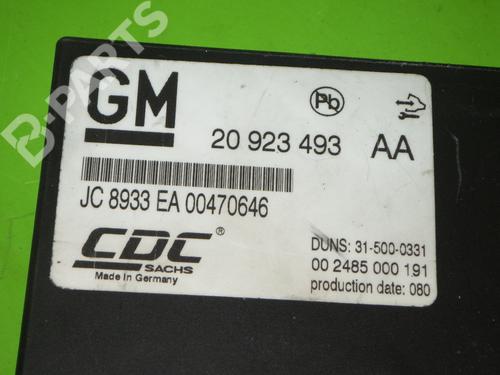 B-PARTS
GM
Pb
20 923 493 AA
JC 8933 EA 00470646
CDC®
SACHS
Made in Germany
DUNS: 31-500-0331
00 2485 000 191
production date: 080